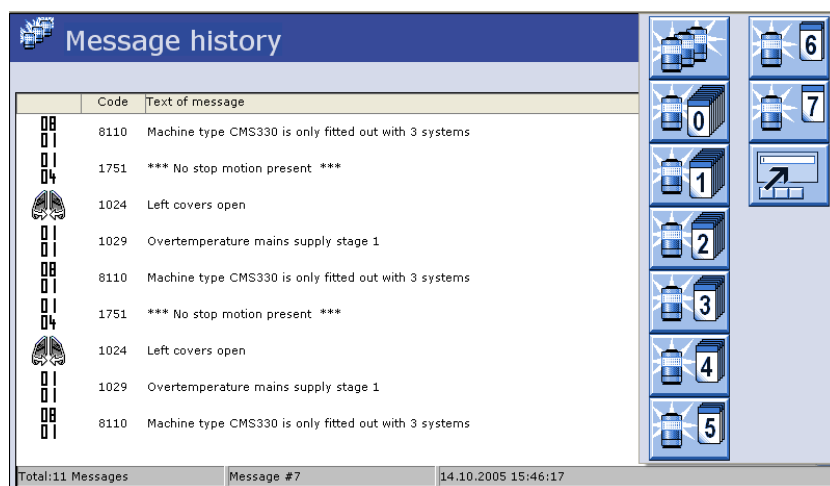 Message history
Code Text of message
08
01 8110 Machine type CMS330 is only fitted out with 3 systems
01
04 1751 *** No stop motion present ***
1024 Left covers open
01
01 1029 Overtemperature mains supply stage 1
08
01 8110 Machine type CMS330 is only fitted out with 3 systems
01
04 1751 *** No stop motion present ***
1024 Left covers open
01
01 1029 Overtemperature mains supply stage 1
08
01 8110 Machine type CMS330 is only fitted out with 3 systems
Total:11 Messages Message #7 14.10.2005 15:46:17
6
0
7
1
2
3
4
5